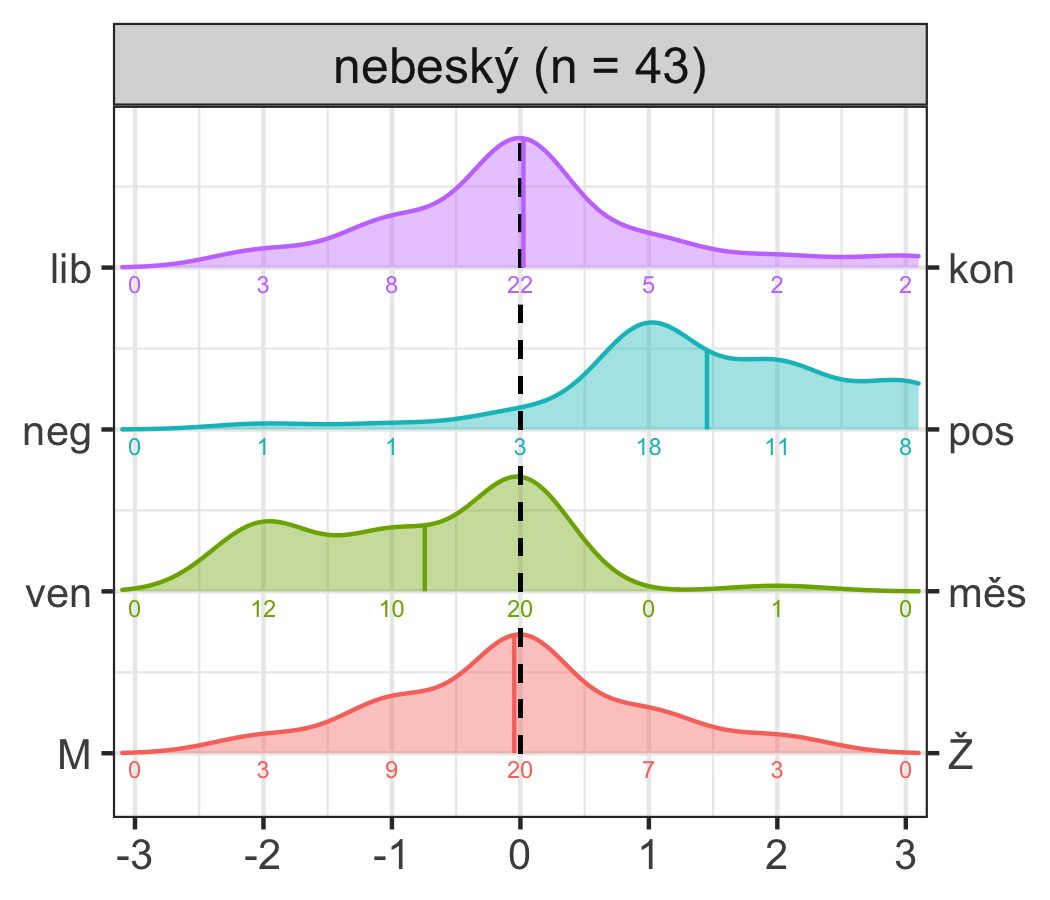 nebeský (n = 43)
lib kon
0 3 8 22 5 2 2
neg pos
0 1 1 3 18 11 8
ven měs
0 12 10 20 0 1 0
M Ž
0 3 9 20 7 3 0
-3 -2 -1 0 1 2 3